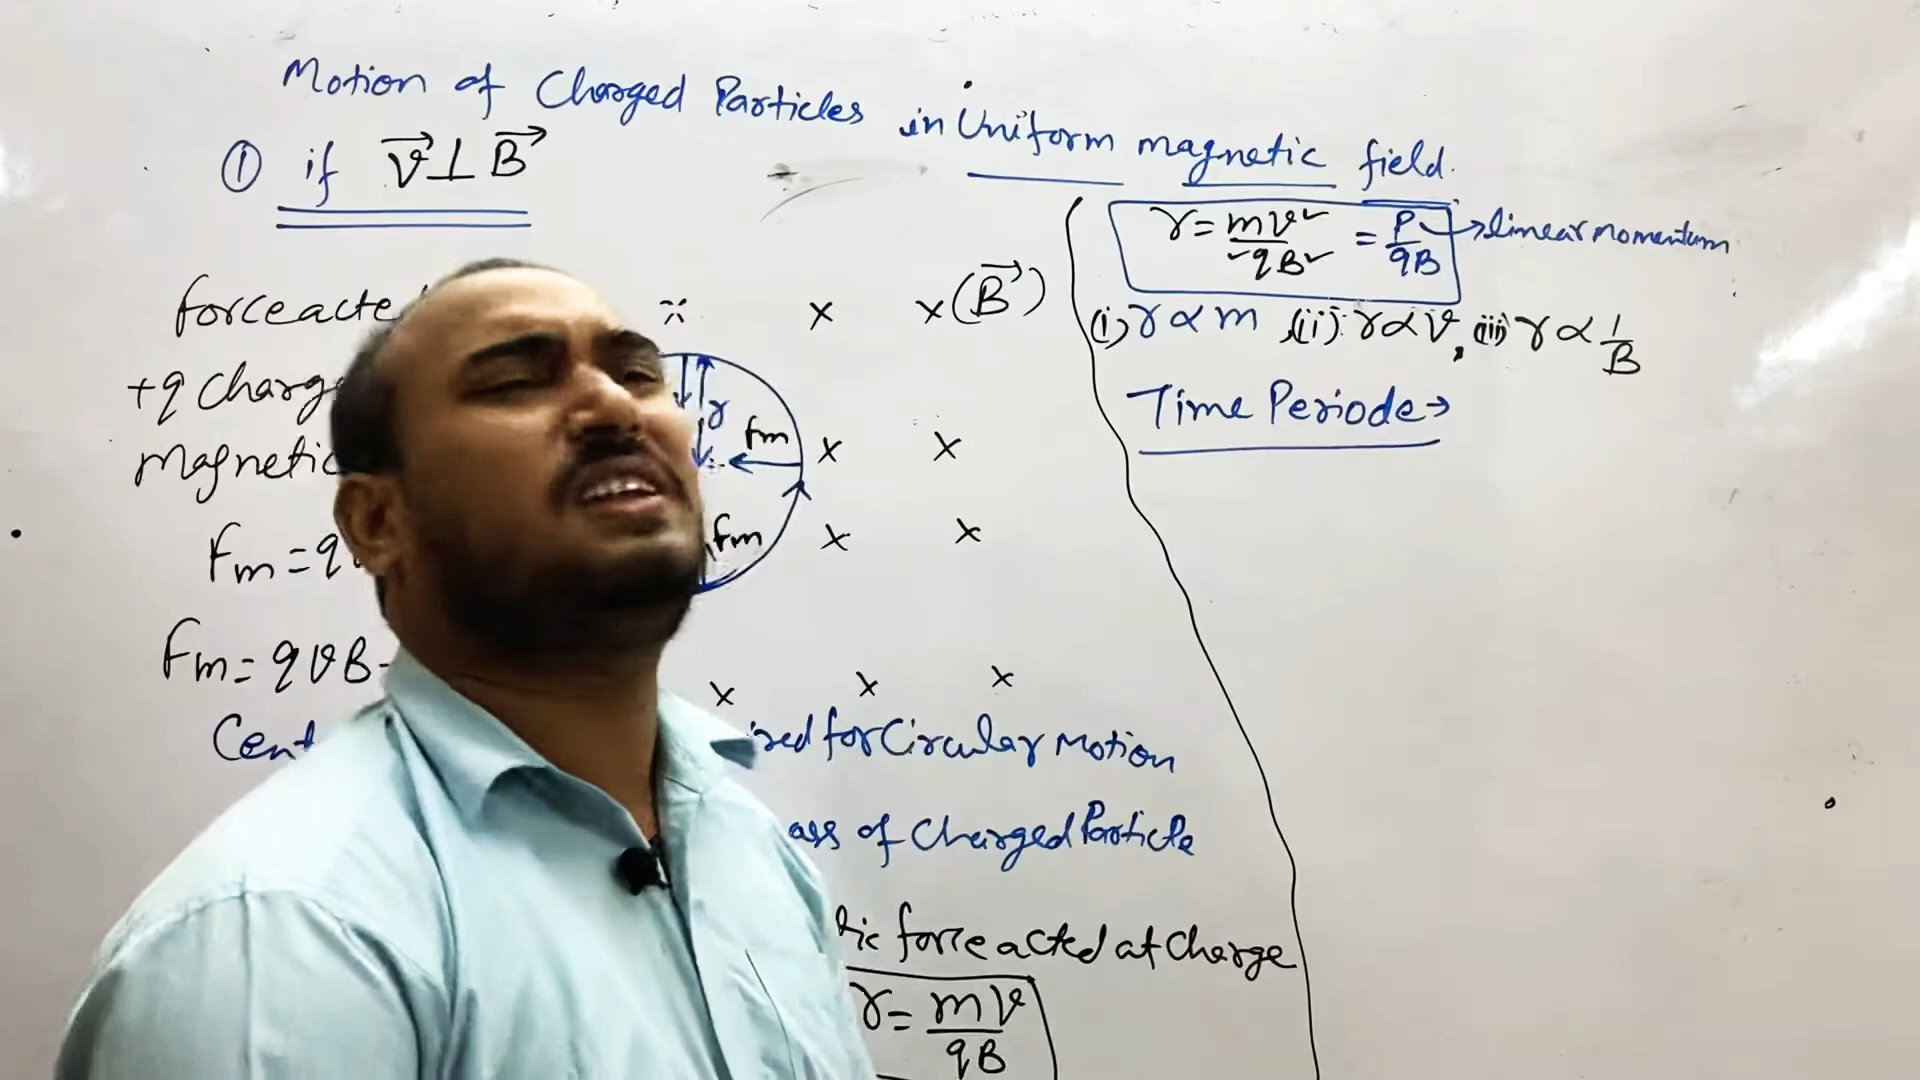 Motion of Charged Particles in Uniform magnetic field.
① if v⃗ ⊥ B⃗
force acte
+q Charg
magnetic
Fm = q
Fm = qvB-
Cent
× × × (B⃗)
r
fm × ×
fm × ×
× × ×
ired for Circular Motion
ass of Charged Particle
tic force acted at Charge
r = mv/qB
r = mv/qB = P/qB → linear momentum
(i) r ∝ m, (ii) r ∝ v, (iii) r ∝ 1/B
Time Periode →